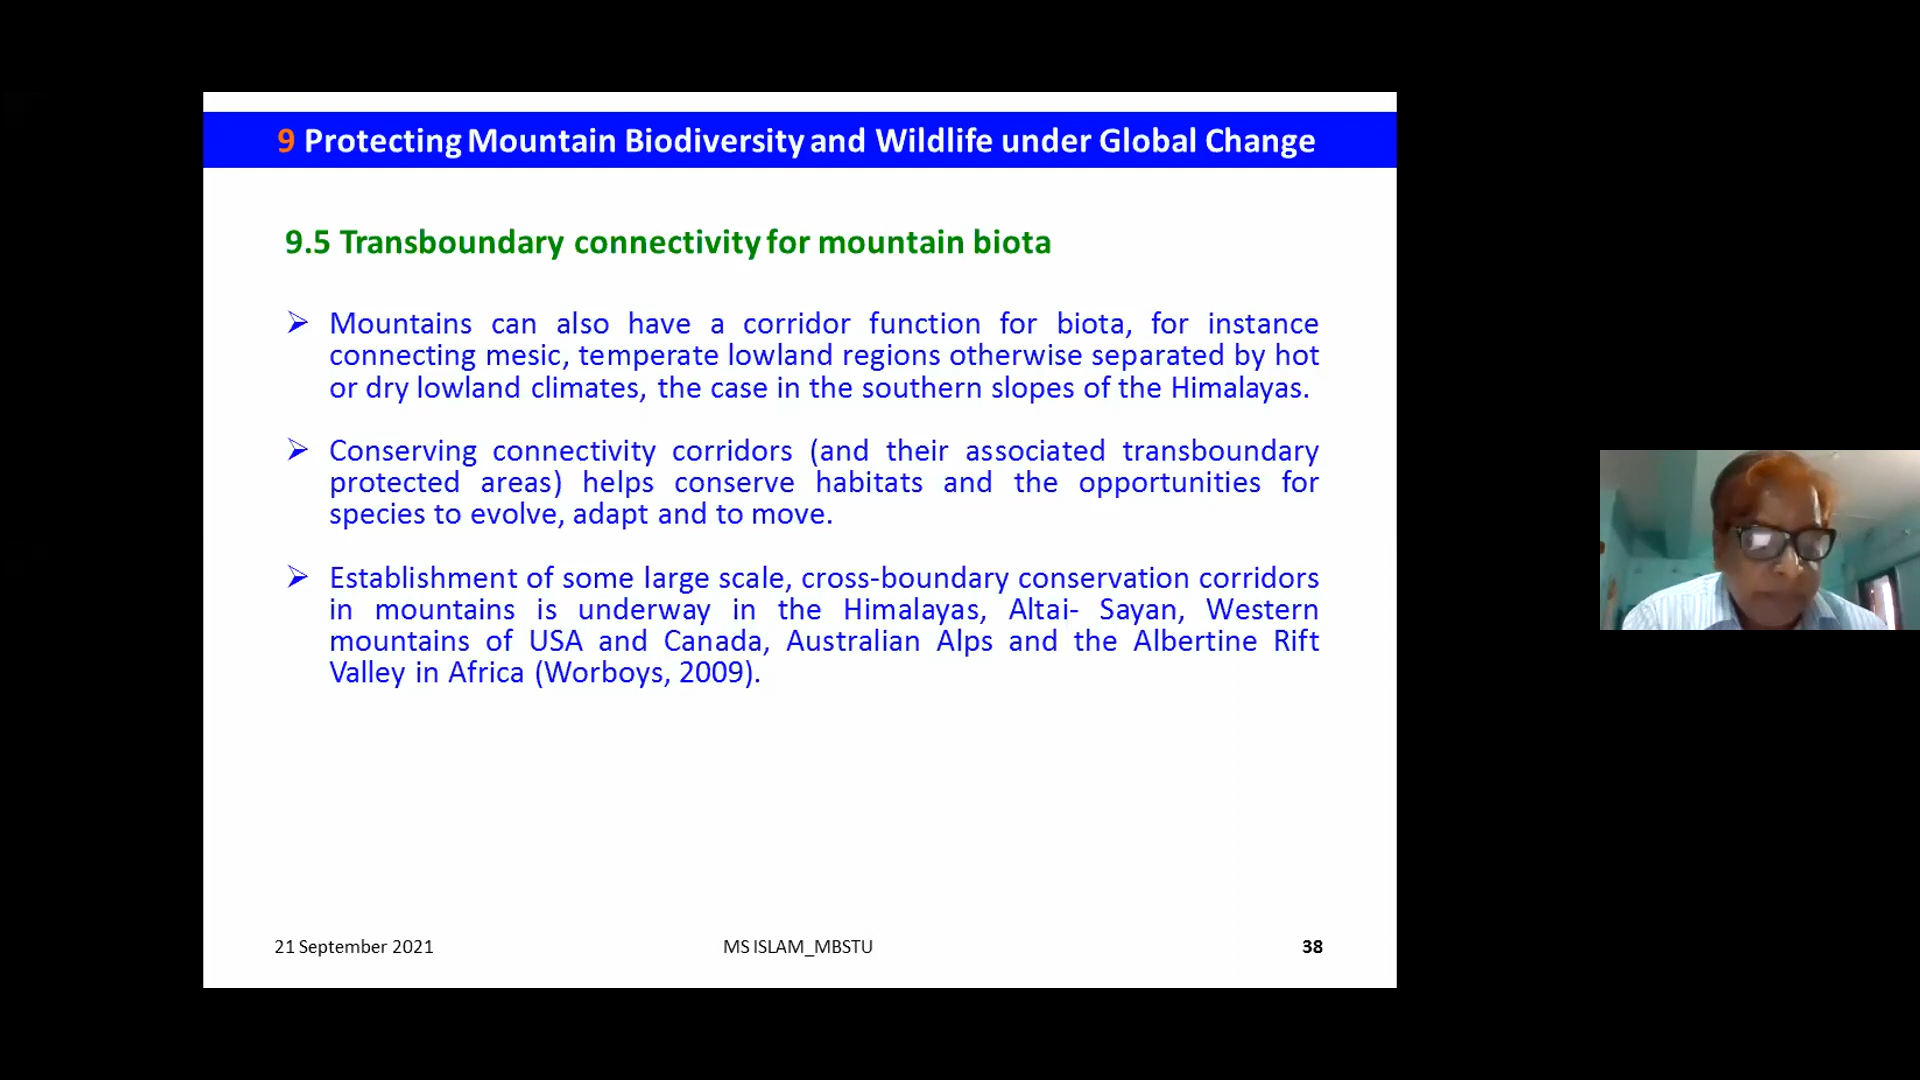 9 Protecting Mountain Biodiversity and Wildlife under Global Change
9.5 Transboundary connectivity for mountain biota
➢ Mountains can also have a corridor function for biota, for instance
connecting mesic, temperate lowland regions otherwise separated by hot
or dry lowland climates, the case in the southern slopes of the Himalayas.
➢ Conserving connectivity corridors (and their associated transboundary
protected areas) helps conserve habitats and the opportunities for
species to evolve, adapt and to move.
➢ Establishment of some large scale, cross-boundary conservation corridors
in mountains is underway in the Himalayas, Altai- Sayan, Western
mountains of USA and Canada, Australian Alps and the Albertine Rift
Valley in Africa (Worboys, 2009).
21 September 2021 MS ISLAM_MBSTU 38